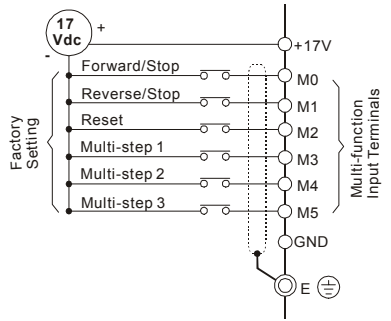 17
Vdc
+
-
+17V
Forward/Stop
M0
Reverse/Stop
M1
Reset
M2
Multi-step 1
M3
Multi-step 2
M4
Multi-step 3
M5
GND
E
Factory
Setting
Multi-function
Input Terminals